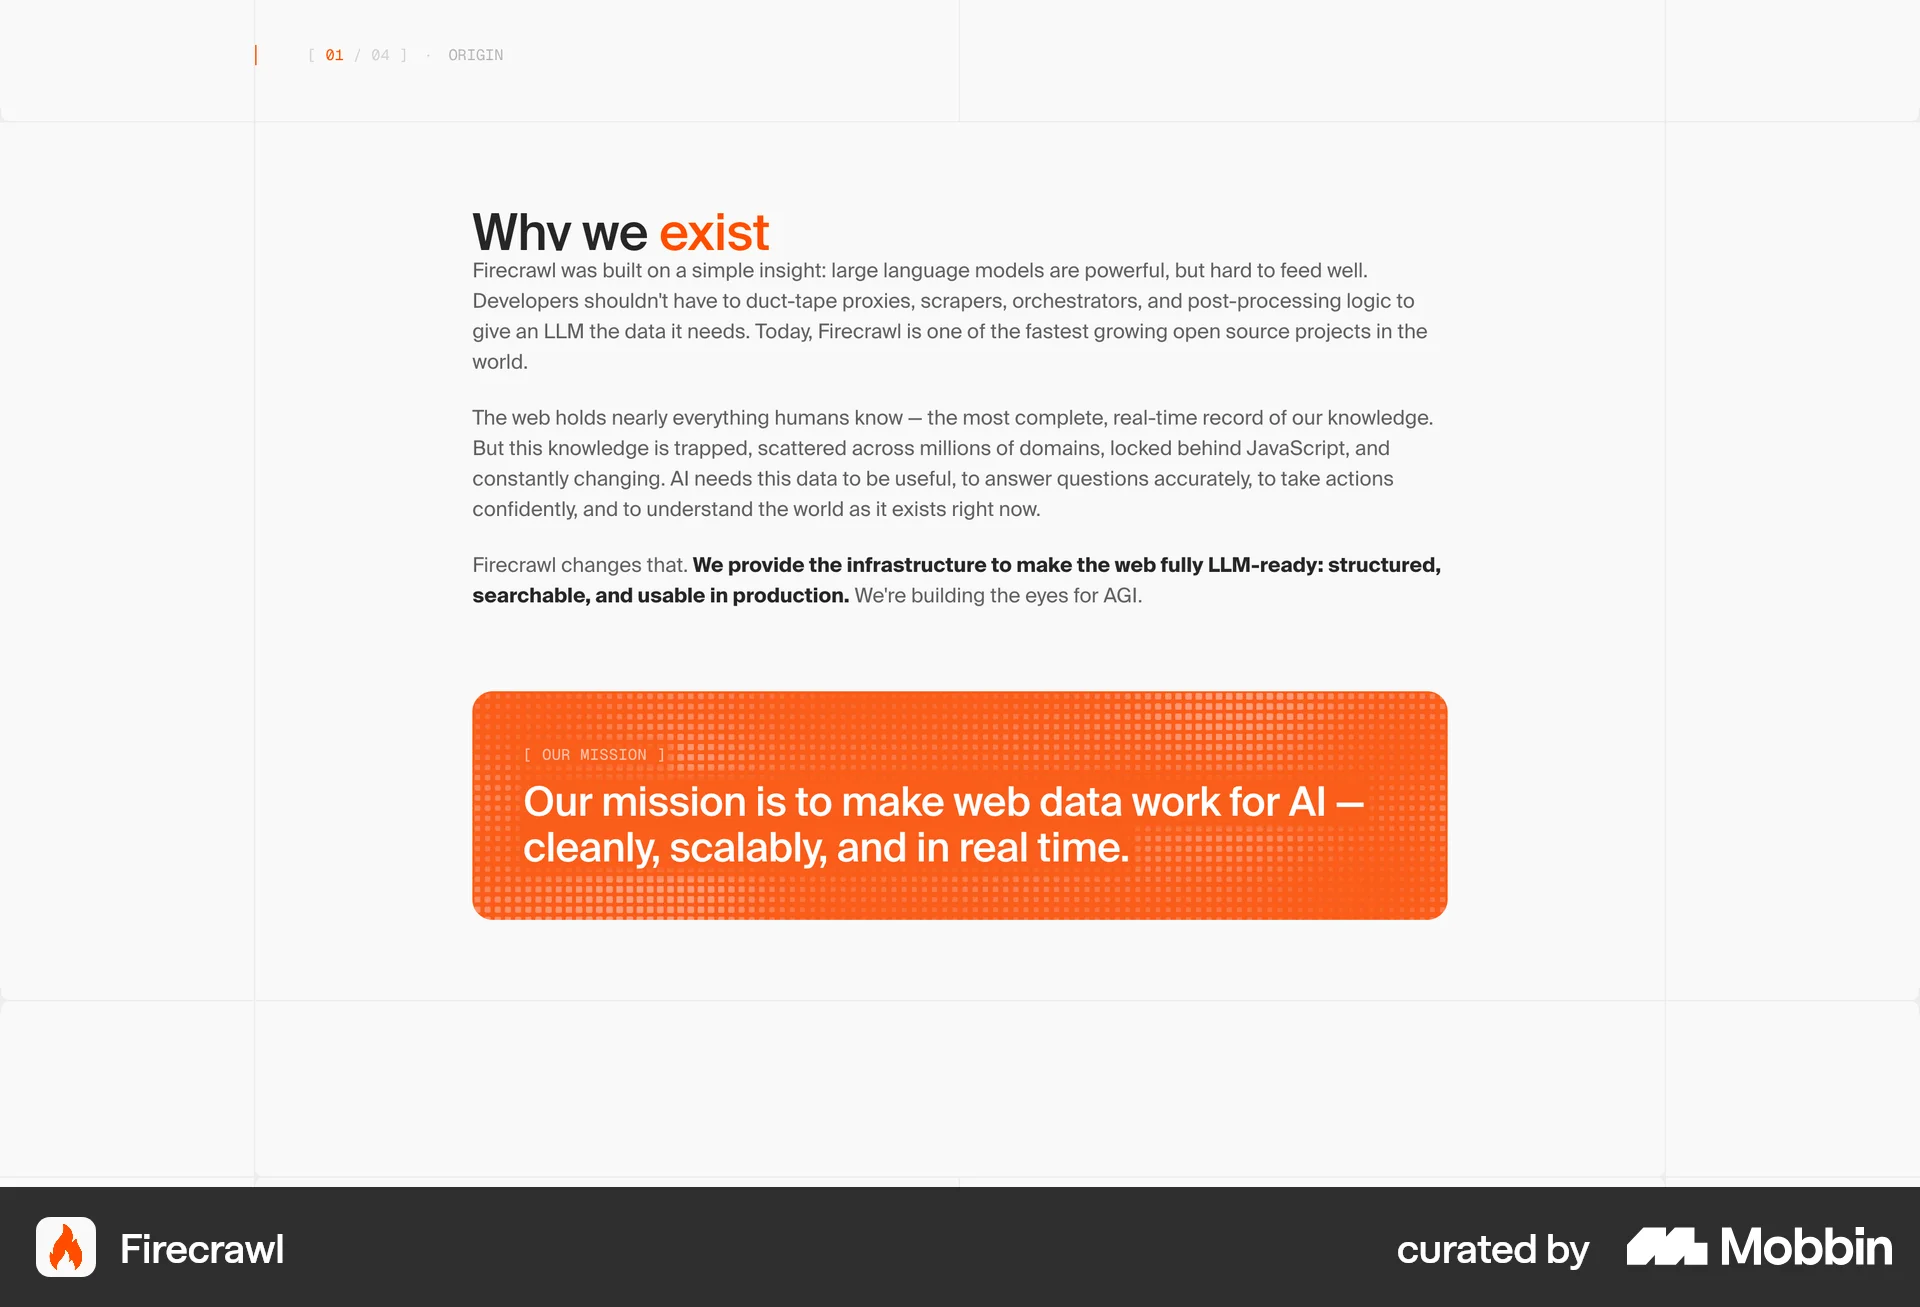 [ 01 / 04 ] · ORIGIN
Why we exist
Firecrawl was built on a simple insight: large language models are powerful, but hard to feed well.
Developers shouldn't have to duct-tape proxies, scrapers, orchestrators, and post-processing logic to
give an LLM the data it needs. Today, Firecrawl is one of the fastest growing open source projects in the
world.
The web holds nearly everything humans know — the most complete, real-time record of our knowledge.
But this knowledge is trapped, scattered across millions of domains, locked behind JavaScript, and
constantly changing. AI needs this data to be useful, to answer questions accurately, to take actions
confidently, and to understand the world as it exists right now.
Firecrawl changes that. We provide the infrastructure to make the web fully LLM-ready: structured,
searchable, and usable in production. We're building the eyes for AGI.
[ OUR MISSION ]
Our mission is to make web data work for AI —
cleanly, scalably, and in real time.
Firecrawl
curated by Mobbin